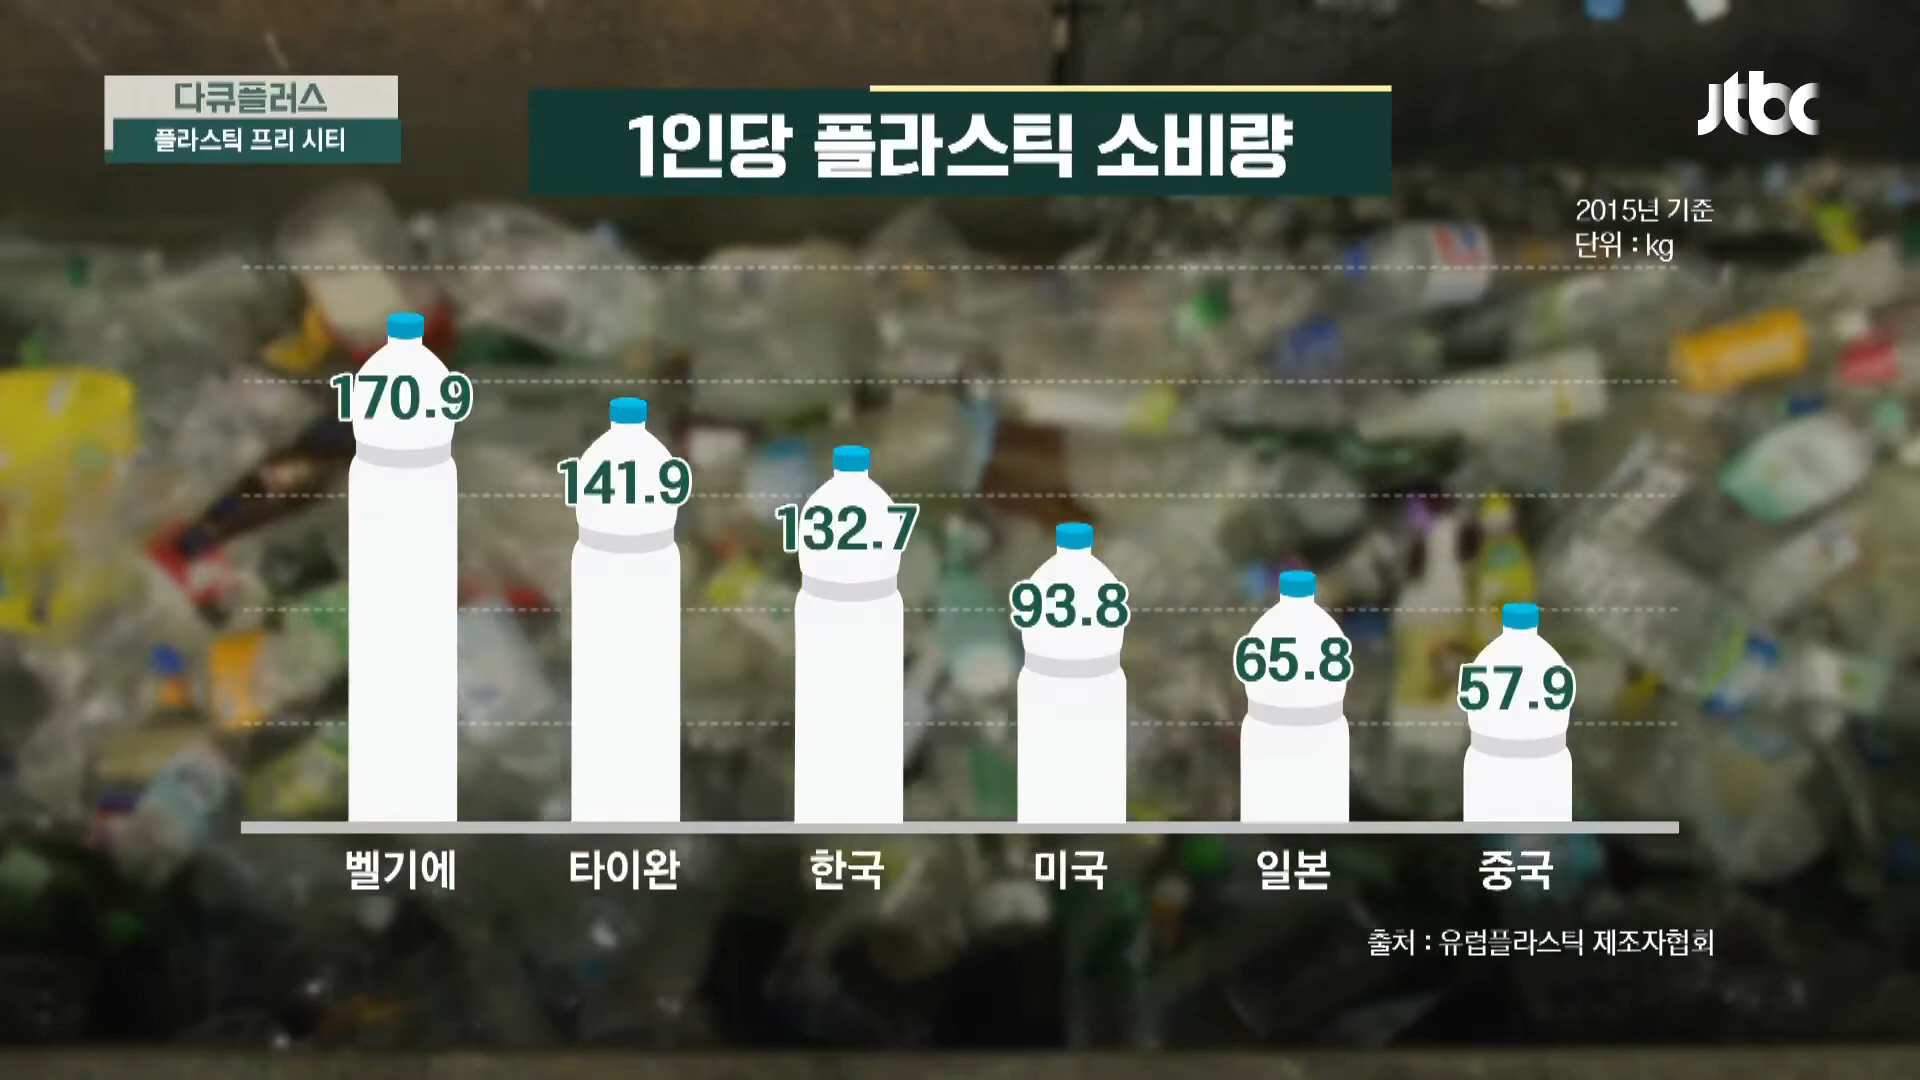 다큐플러스
플라스틱 프리 시티
1인당 플라스틱 소비량
jtbc
2015년 기준
단위 : kg
170.9
141.9
132.7
93.8
65.8
57.9
벨기에 타이완 한국 미국 일본 중국
출처 : 유럽플라스틱 제조자협회